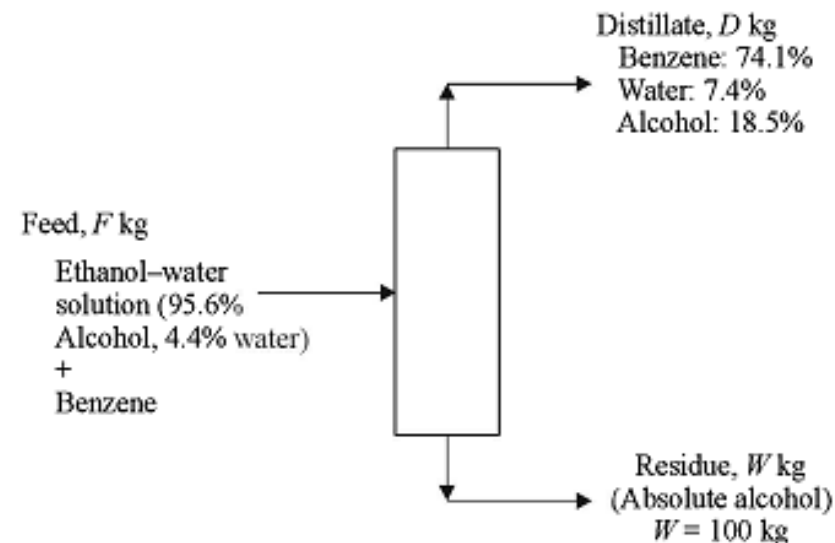 Distillate, D kg
Benzene: 74.1%
Water: 7.4%
Alcohol: 18.5%
Feed, F kg
Ethanol–water
solution (95.6%
Alcohol, 4.4% water)
+
Benzene
Residue, W kg
(Absolute alcohol)
W = 100 kg